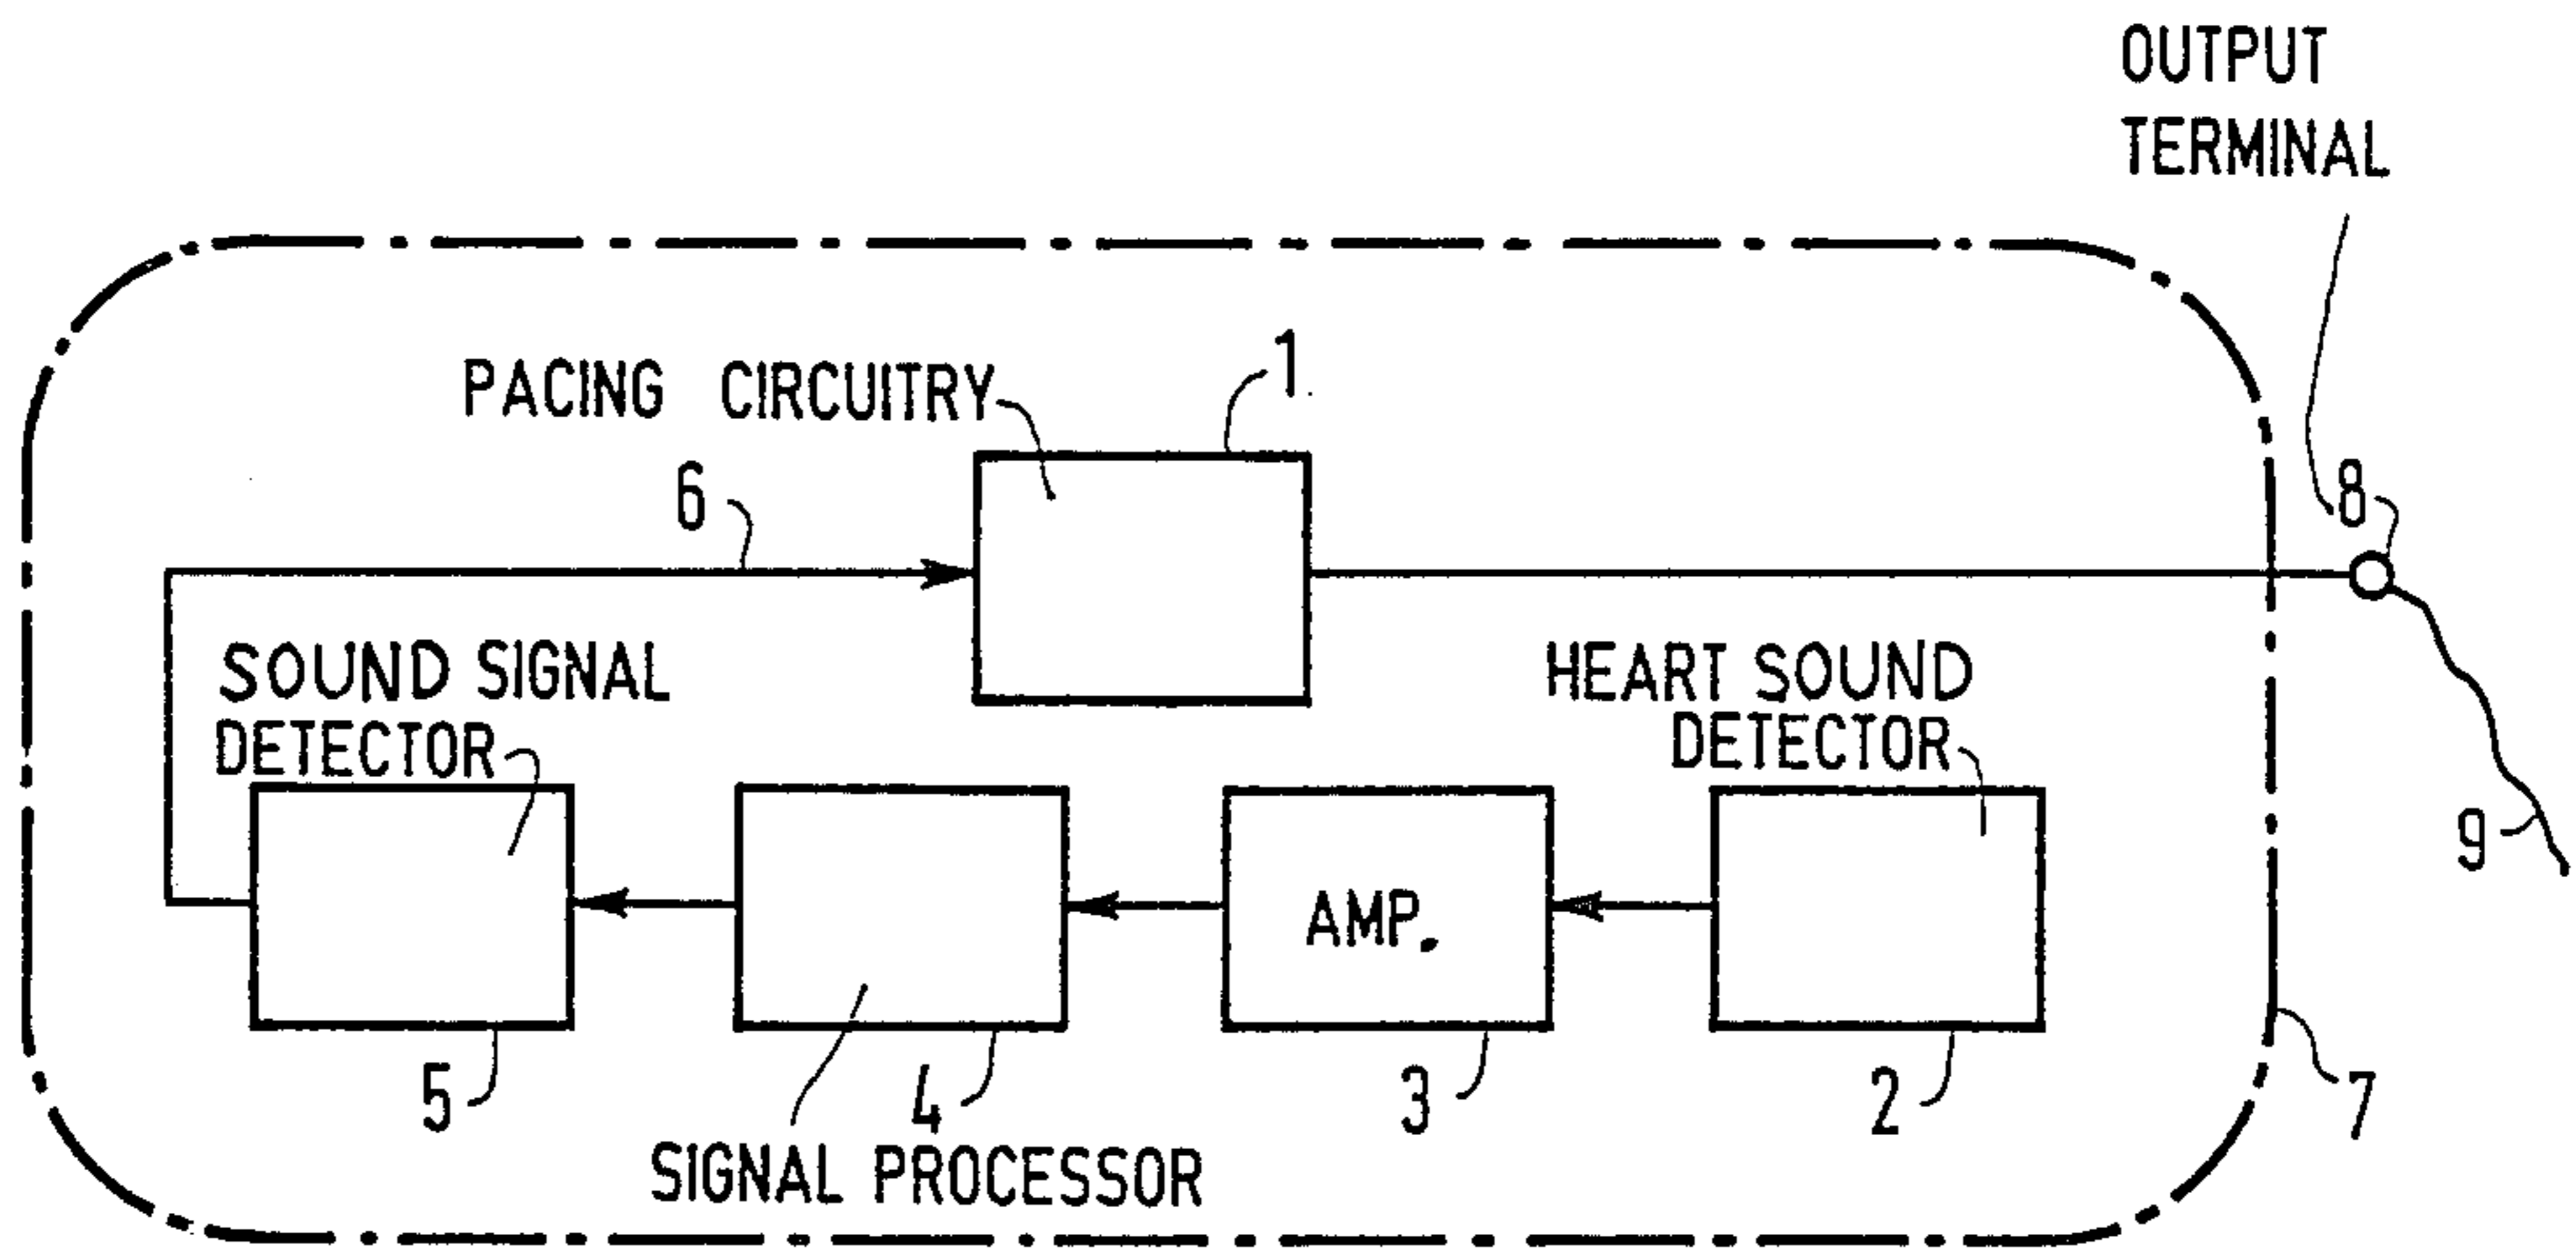 OUTPUT
TERMINAL
PACING CIRCUITRY
1
6
8
SOUND SIGNAL
DETECTOR
HEART SOUND
DETECTOR
AMP.
9
5
4
3
2
7
SIGNAL PROCESSOR